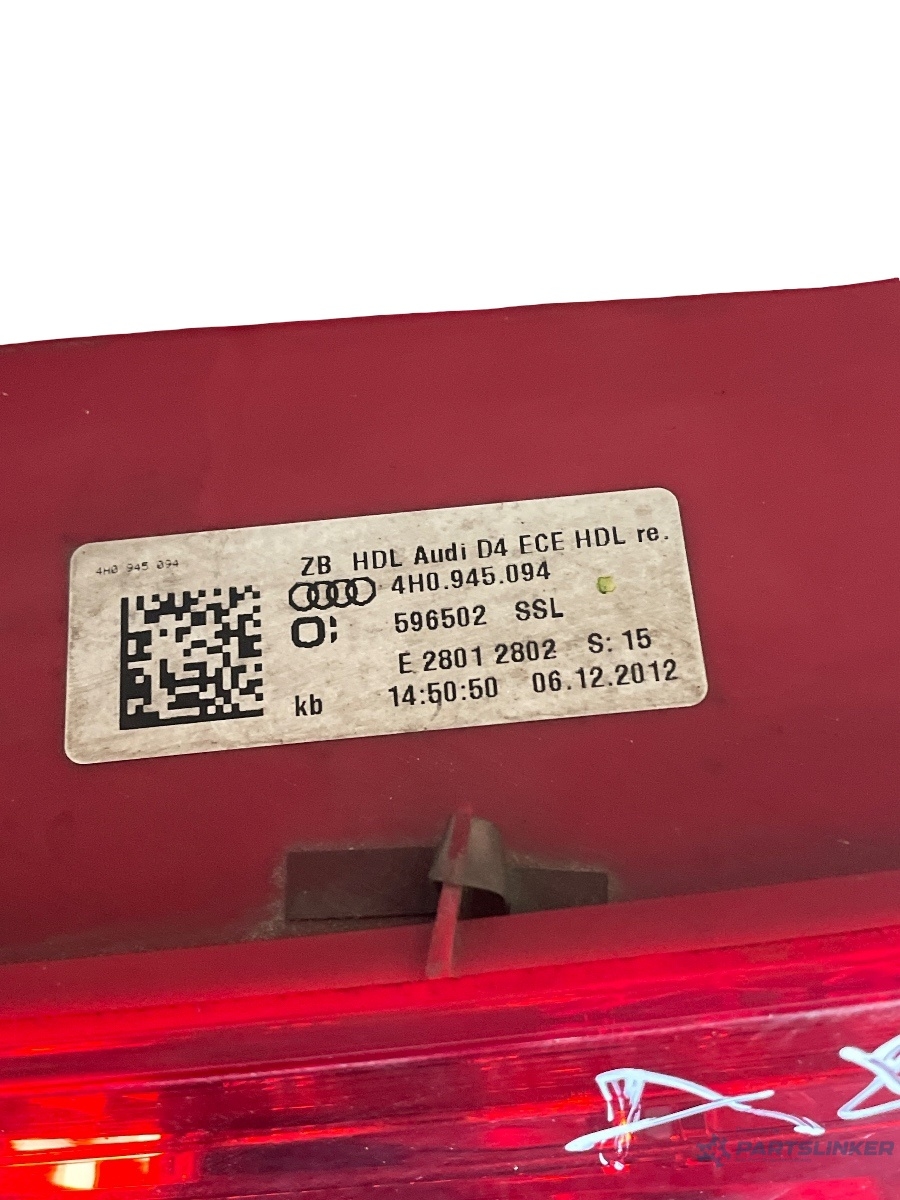 4H0 945 094
ZB HDL Audi D4 ECE HDL re.
4H0.945.094
596502 SSL
E 2801 2802 S: 15
kb 14:50:50 06.12.2012
PARTSLINKER